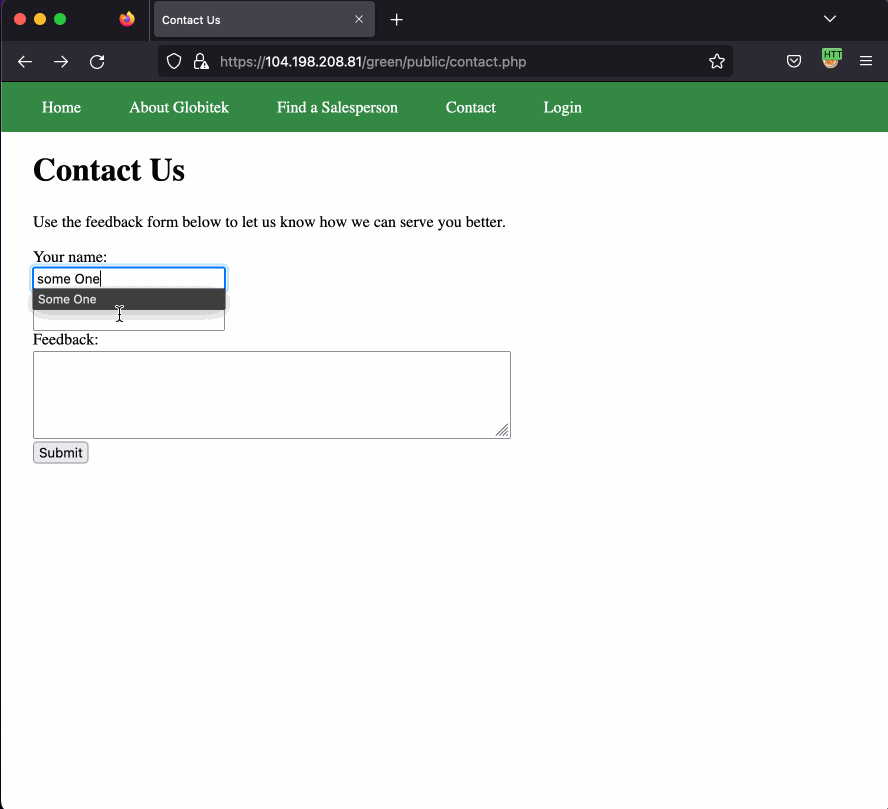 Contact Us
https://104.198.208.81/green/public/contact.php
HTT
Home About Globitek Find a Salesperson Contact Login
Contact Us
Use the feedback form below to let us know how we can serve you better.
Your name:
some One
Some One
Feedback:
Submit